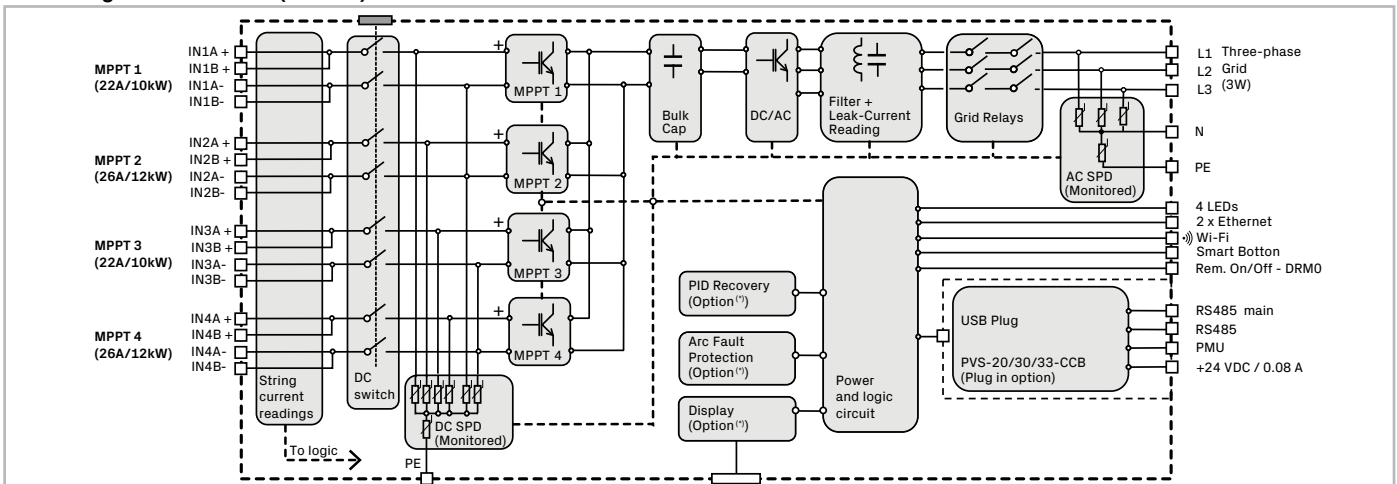 IN1A +
IN1B +
IN1A-
IN1B-
MPPT 1
(22A/10kW)
IN2A +
IN2B +
IN2A-
IN2B-
MPPT 2
(26A/12kW)
IN3A +
IN3B +
IN3A-
IN3B-
MPPT 3
(22A/10kW)
IN4A +
IN4B +
IN4A-
IN4B-
MPPT 4
(26A/12kW)
String
current
readings
To logic
DC
switch
+
MPPT 1
+
MPPT 2
+
MPPT 3
+
MPPT 4
DC SPD
(Monitored)
PE
Bulk
Cap
DC/AC
Filter +
Leak-Current
Reading
Grid Relays
AC SPD
(Monitored)
L1 Three-phase
L2 Grid
L3 (3W)
N
PE
PID Recovery
(Option(*))
Arc Fault
Protection
(Option(*))
Display
(Option(*))
Power
and logic
circuit
4 LEDs
2 x Ethernet
Wi-Fi
Smart Botton
Rem. On/Off - DRM0
USB Plug
PVS-20/30/33-CCB
(Plug in option)
RS485 main
RS485
PMU
+24 VDC / 0.08 A